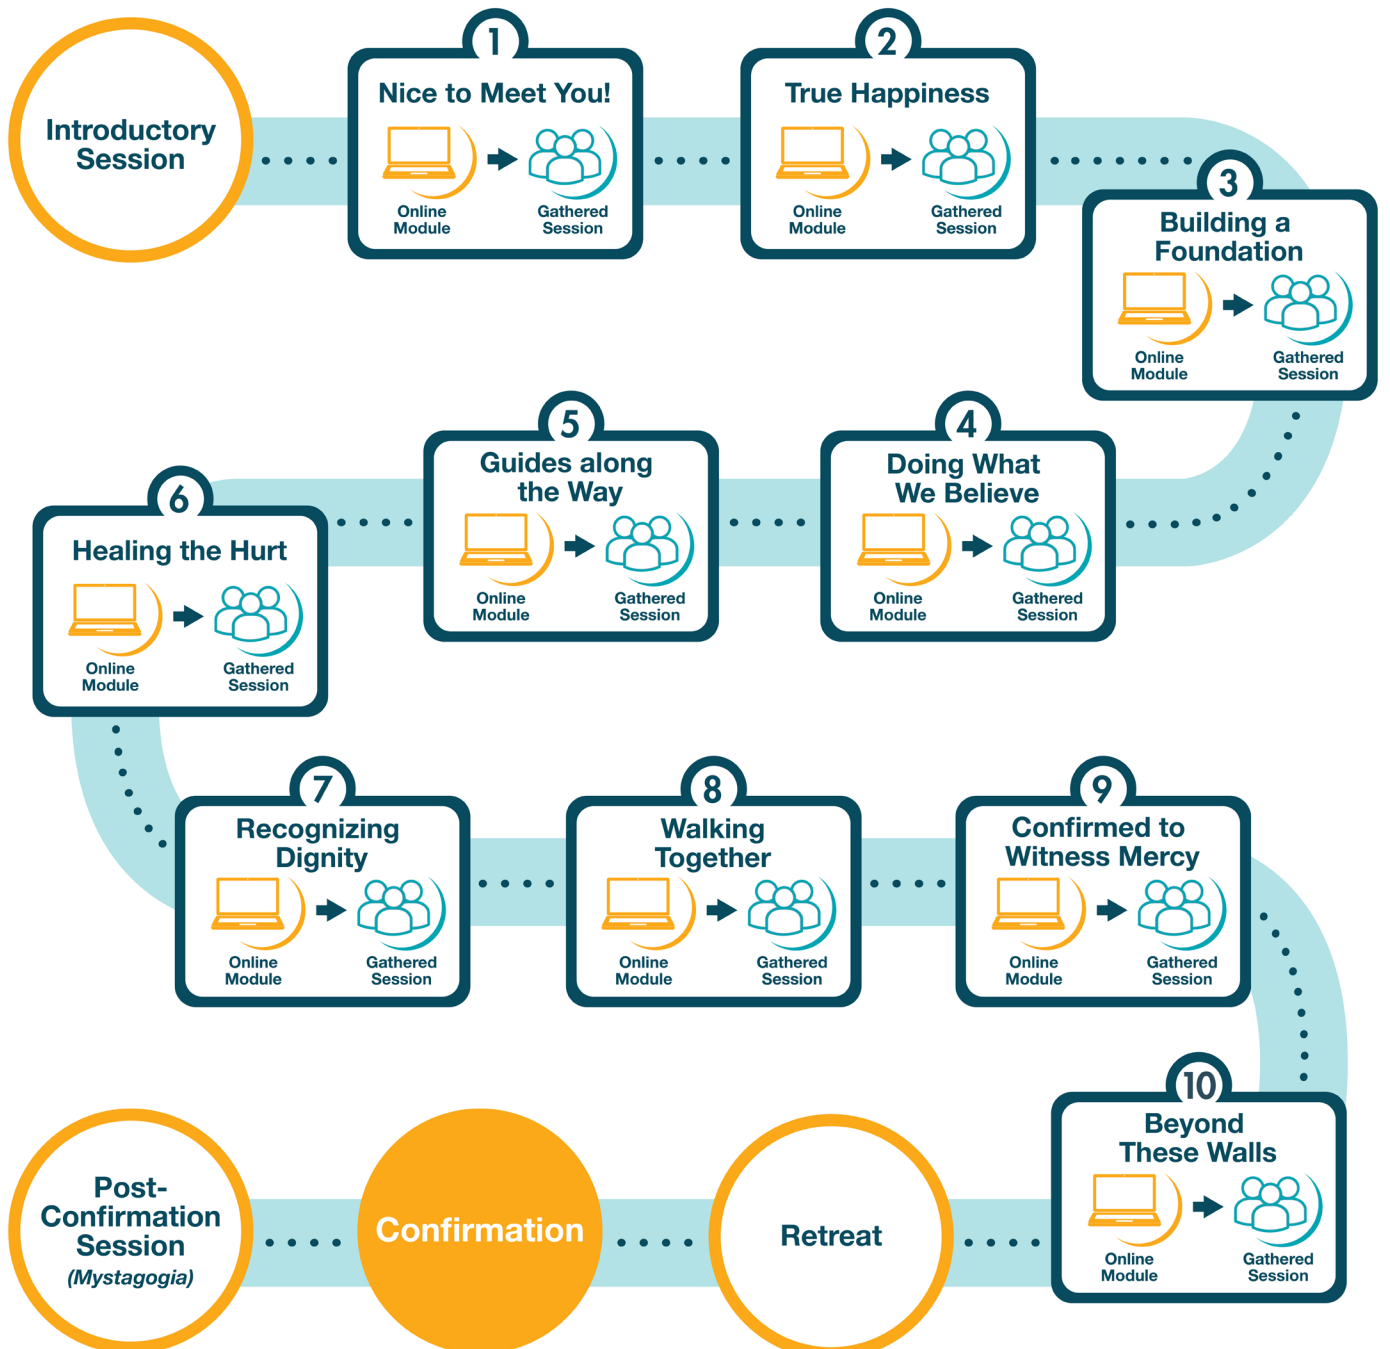 Introductory
Session
1
Nice to Meet You!
Online
Module
Gathered
Session
2
True Happiness
Online
Module
Gathered
Session
3
Building a
Foundation
Online
Module
Gathered
Session
4
Doing What
We Believe
Online
Module
Gathered
Session
5
Guides along
the Way
Online
Module
Gathered
Session
6
Healing the Hurt
Online
Module
Gathered
Session
7
Recognizing
Dignity
Online
Module
Gathered
Session
8
Walking
Together
Online
Module
Gathered
Session
9
Confirmed to
Witness Mercy
Online
Module
Gathered
Session
10
Beyond
These Walls
Online
Module
Gathered
Session
Retreat
Confirmation
Post-
Confirmation
Session
(Mystagogia)